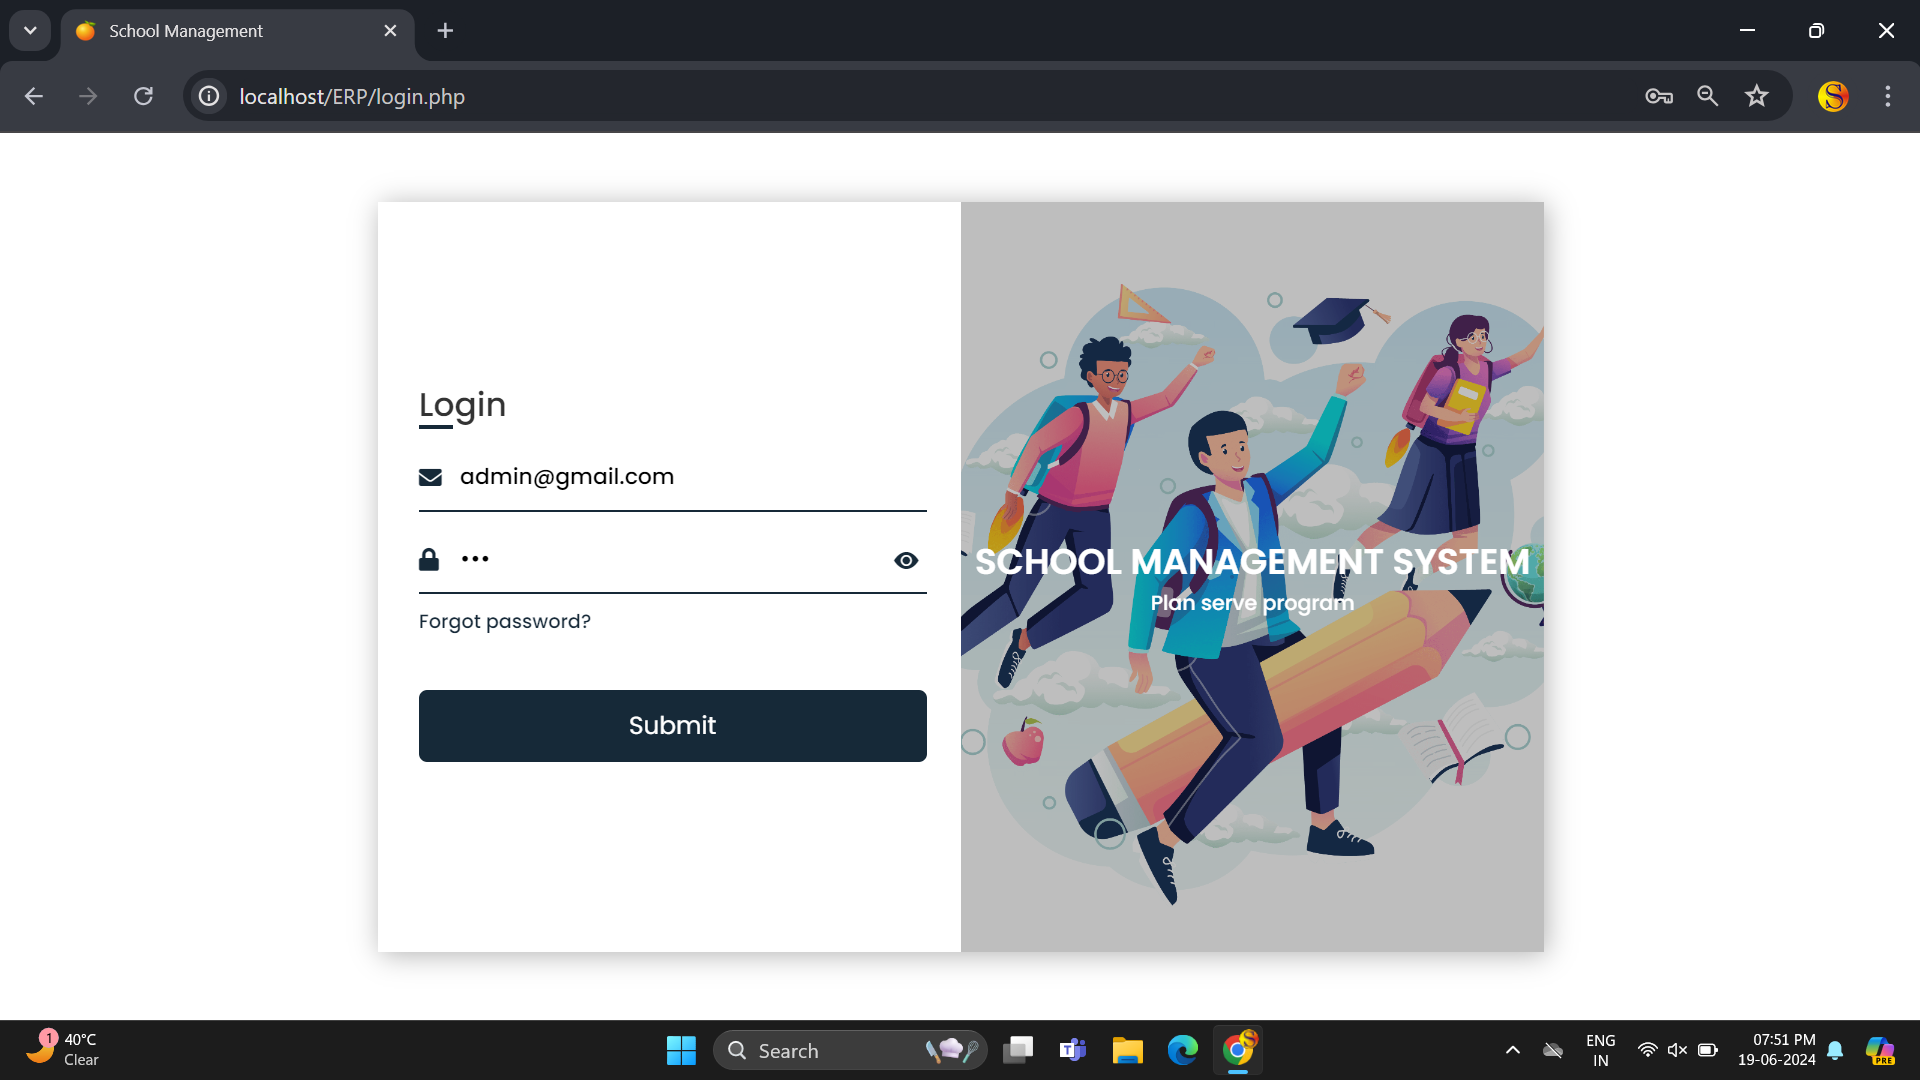 School Management
localhost/ERP/login.php
Login
admin@gmail.com
•••
Forgot password?
Submit
SCHOOL MANAGEMENT SYSTEM
Plan serve program
1
40°C
Clear
Search
T
PRE
ENG
IN
07:51 PM
19-06-2024
S